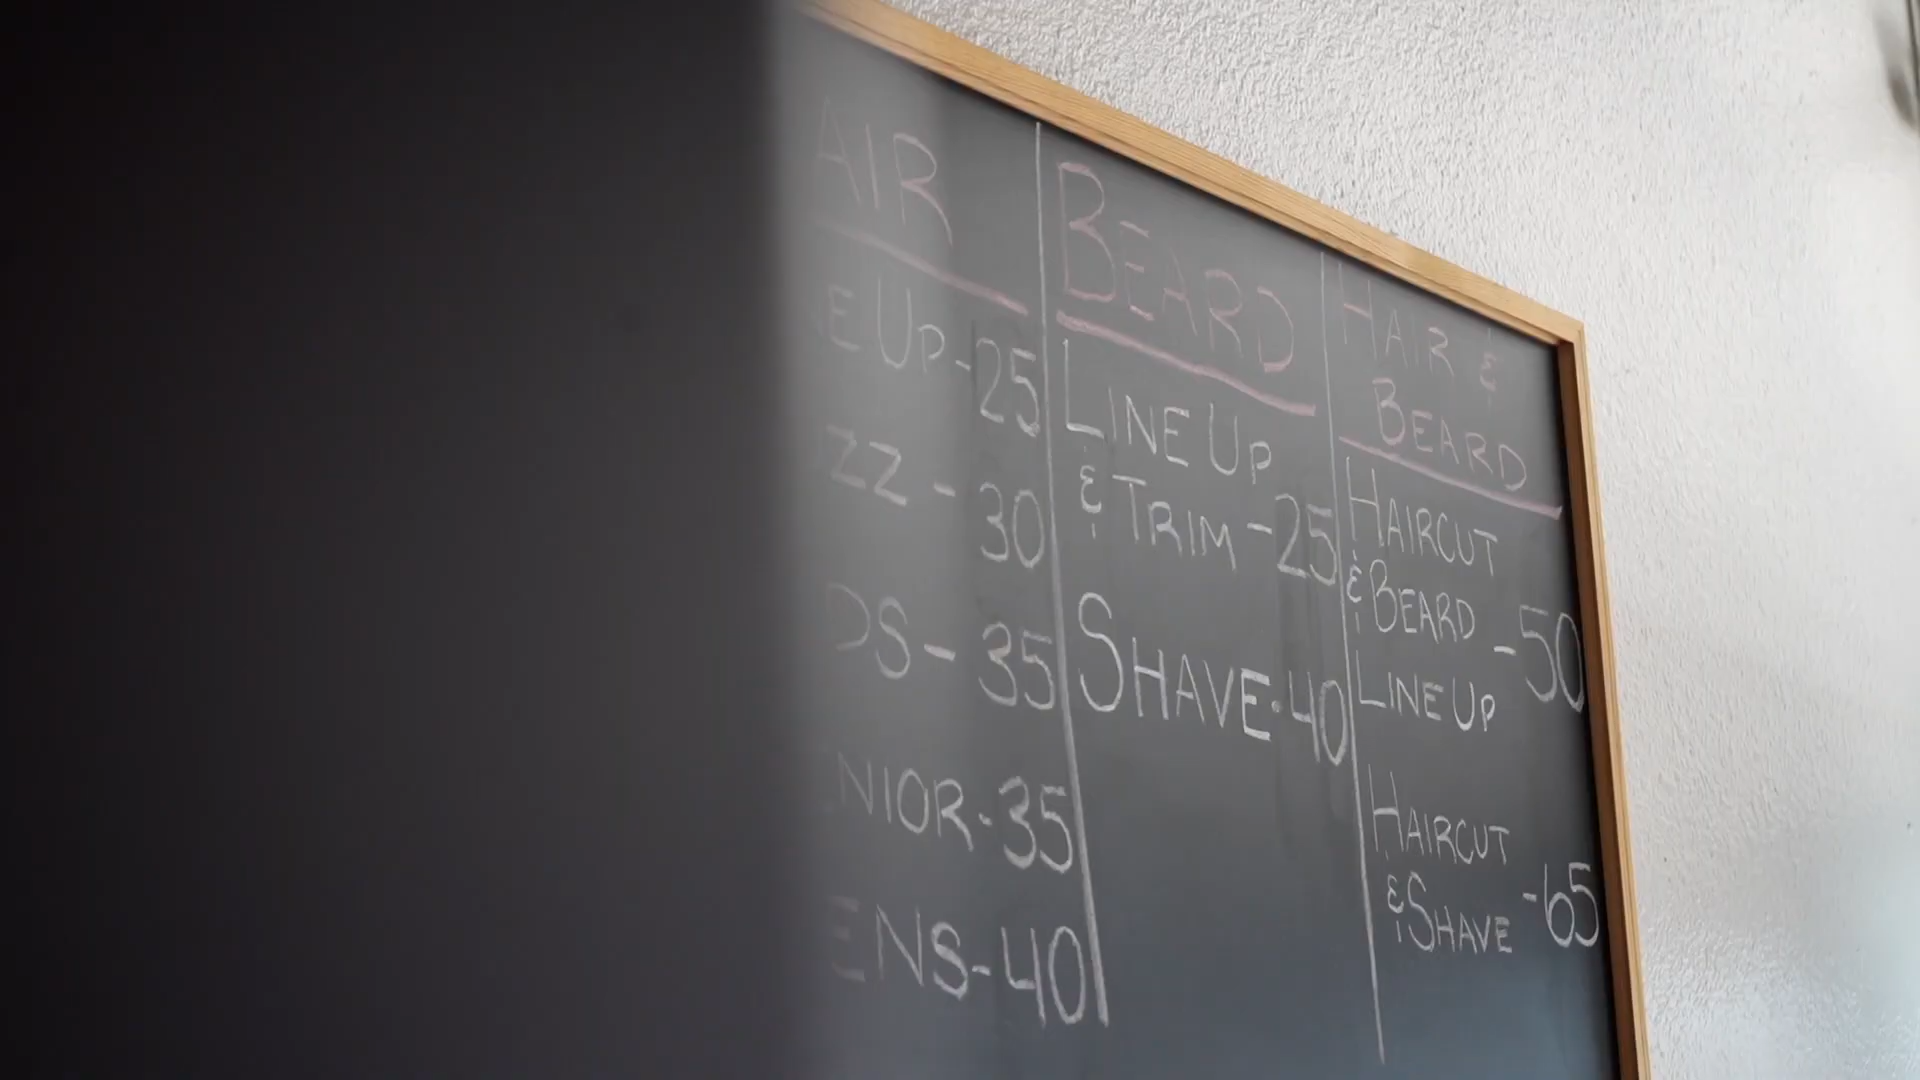 AIR
E UP-25
ZZ - 30
DS - 35
NIOR-35
ENS-40
BEARD
LINE UP
& TRIM -25
SHAVE-40
HAIR &
BEARD
HAIRCUT
& BEARD -50
LINE UP
HAIRCUT
& SHAVE -65